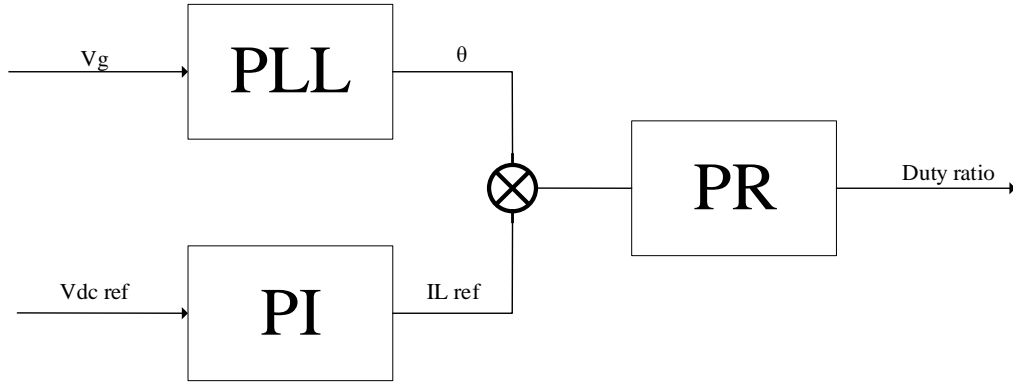 Vg
PLL
θ
PR
Duty ratio
Vdc ref
PI
IL ref